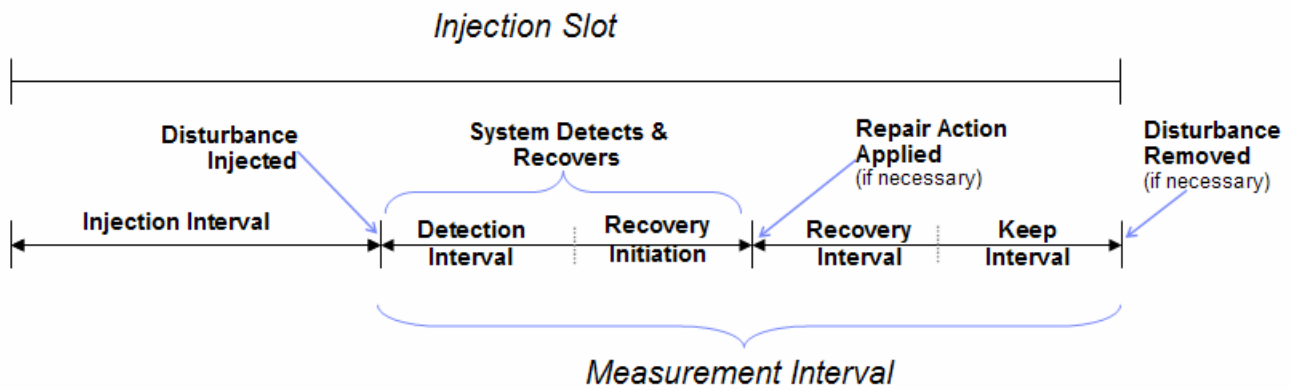 Injection Slot
Disturbance
Injected
System Detects &
Recovers
Repair Action
Applied
(if necessary)
Disturbance
Removed
(if necessary)
Injection Interval
Detection
Interval
Recovery
Initiation
Recovery
Interval
Keep
Interval
Measurement Interval